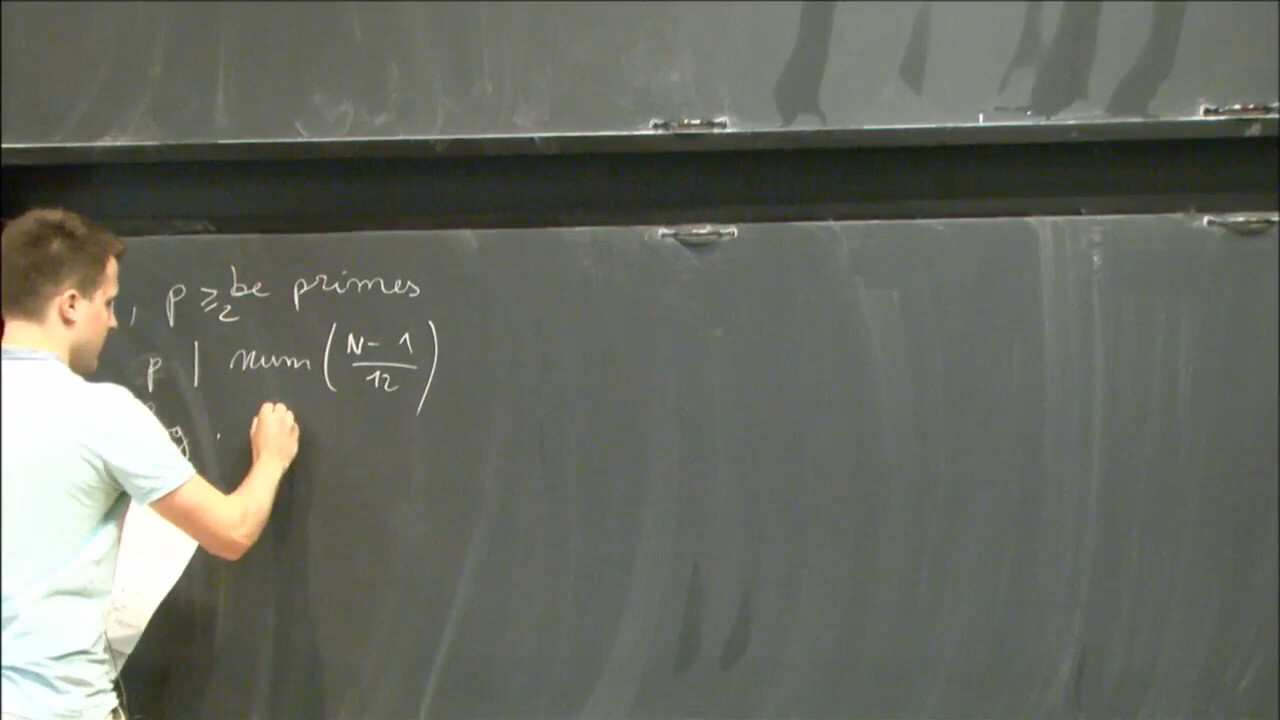 , p ≥ 2 be primes
p | num ( (N - 1) / 12 )